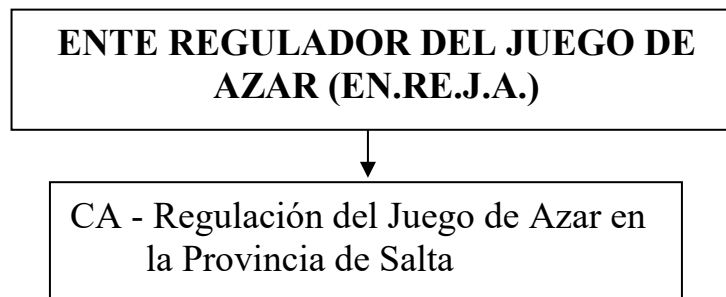 ENTE REGULADOR DEL JUEGO DE
AZAR (EN.RE.J.A.)
CA - Regulación del Juego de Azar en
la Provincia de Salta